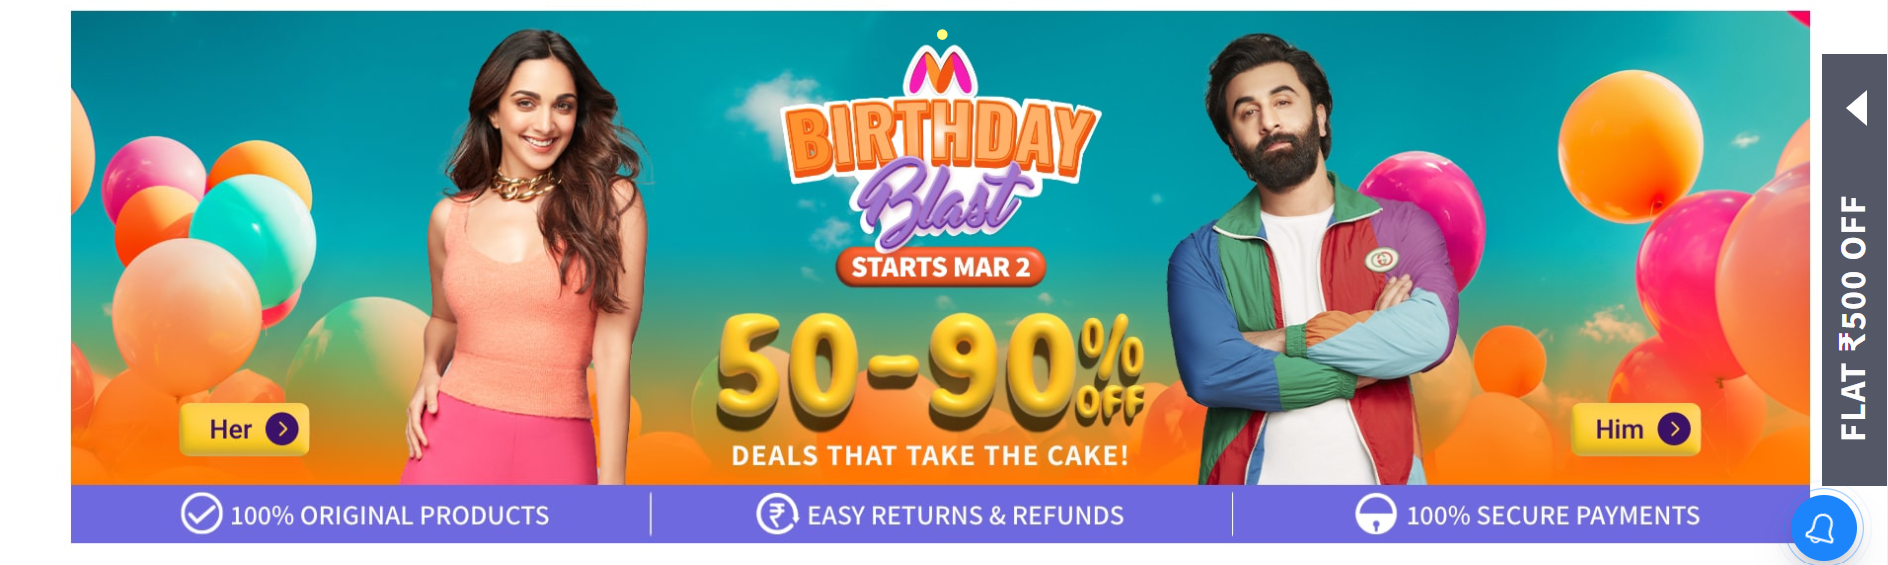 BIRTHDAY
Blast
STARTS MAR 2
50-90% OFF
DEALS THAT TAKE THE CAKE!
Her
Him
100% ORIGINAL PRODUCTS
EASY RETURNS & REFUNDS
100% SECURE PAYMENTS
FLAT ₹500 OFF